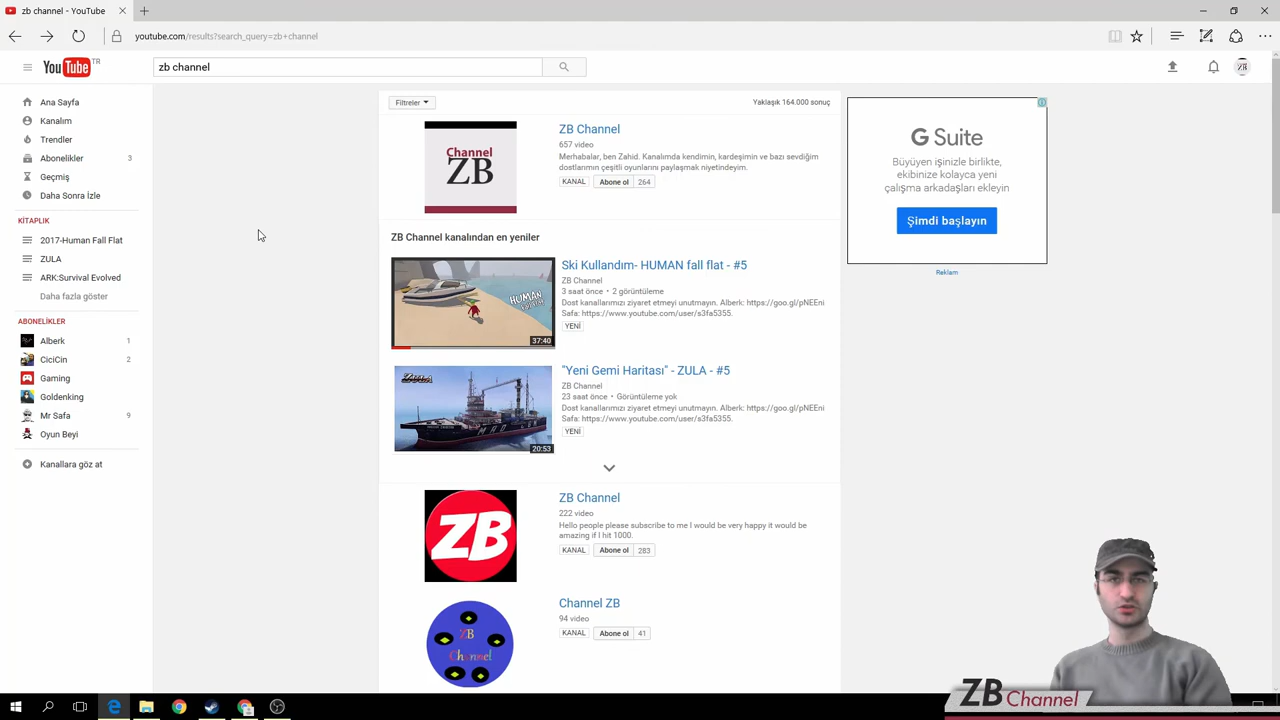 zb channel - YouTube
youtube.com/results?search_query=zb+channel
YouTube TR
zb channel
ZB
Ana Sayfa
Kanalım
Trendler
Abonelikler 3
Geçmiş
Daha Sonra İzle
KİTAPLIK
2017-Human Fall Flat
ZULA
ARK:Survival Evolved
Daha fazla göster
ABONELİKLER
Alberk 1
CiciCin 2
Gaming
Goldenking
Mr Safa 9
Oyun Beyi
Kanallara göz at
Filtreler
Yaklaşık 164.000 sonuç
Channel
ZB
ZB Channel
657 video
Merhabalar, ben Zahid. Kanalımda kendimin, kardeşimin ve bazı sevdiğim
dostlarımın çeşitli oyunlarını paylaşmak niyetindeyim.
KANAL Abone ol 264
ZB Channel kanalından en yeniler
HUMAN
FALL FLAT
37:40
Ski Kullandım- HUMAN fall flat - #5
ZB Channel
3 saat önce • 2 görüntüleme
Dost kanallarımızı ziyaret etmeyi unutmayın. Alberk: https://goo.gl/pNEEni
Safa: https://www.youtube.com/user/s3fa5355.
YENİ
ZULA
20:53
"Yeni Gemi Haritası" - ZULA - #5
ZB Channel
23 saat önce • Görüntüleme yok
Dost kanallarımızı ziyaret etmeyi unutmayın. Alberk: https://goo.gl/pNEEni
Safa: https://www.youtube.com/user/s3fa5355.
YENİ
ZB
ZB Channel
222 video
Hello people please subscribe to me I would be very happy it would be
amazing if I hit 1000.
KANAL Abone ol 283
ZB
Channel
Channel ZB
94 video
KANAL Abone ol 41
G Suite
Büyüyen işinizle birlikte,
ekibinize kolayca yeni
çalışma arkadaşları ekleyin
Şimdi başlayın
Reklam
ZB Channel